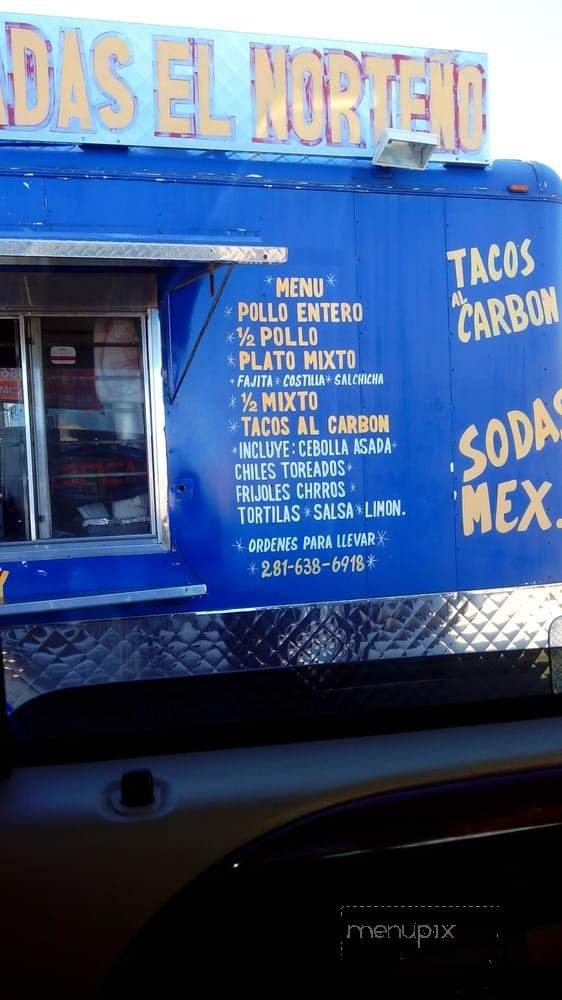 ADAS EL NORTEÑO
* MENU *
* POLLO ENTERO
* ½ POLLO
* PLATO MIXTO
* FAJITA * COSTILLA * SALCHICHA
* ½ MIXTO
* TACOS AL CARBON
* INCLUYE: CEBOLLA ASADA *
CHILES TOREADOS *
FRIJOLES CHRROS *
TORTILAS * SALSA * LIMON.
* ORDENES PARA LLEVAR *
* 281-638-6918 *
TACOS
AL CARBON
SODAS
MEX.
Y
menupix